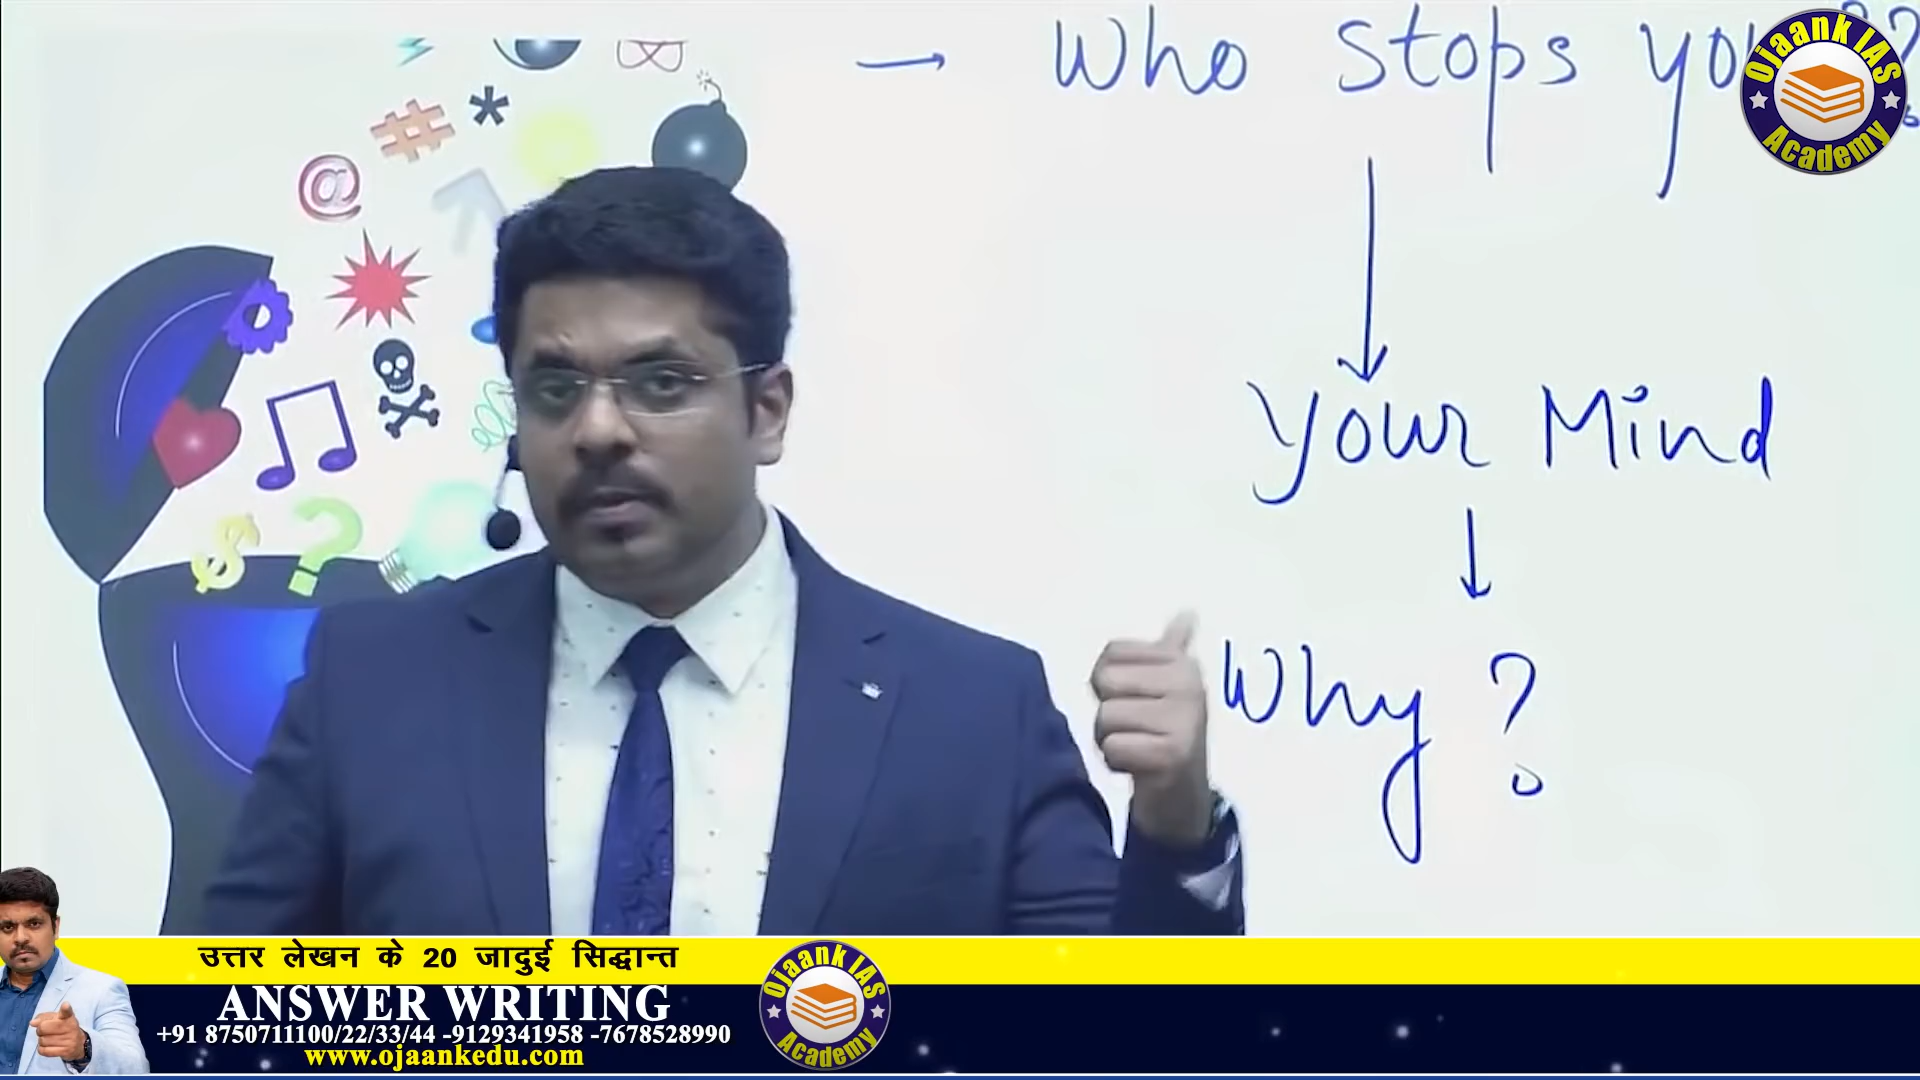 → Who stops you??
Ojaank IAS
Academy
@ # *
Your Mind
$ ?
Why ?
उत्तर लेखन के 20 जादुई सिद्धान्त
ANSWER WRITING
+91 8750711100/22/33/44 -9129341958 -7678528990
www.ojaankedu.com
Ojaank IAS
Academy